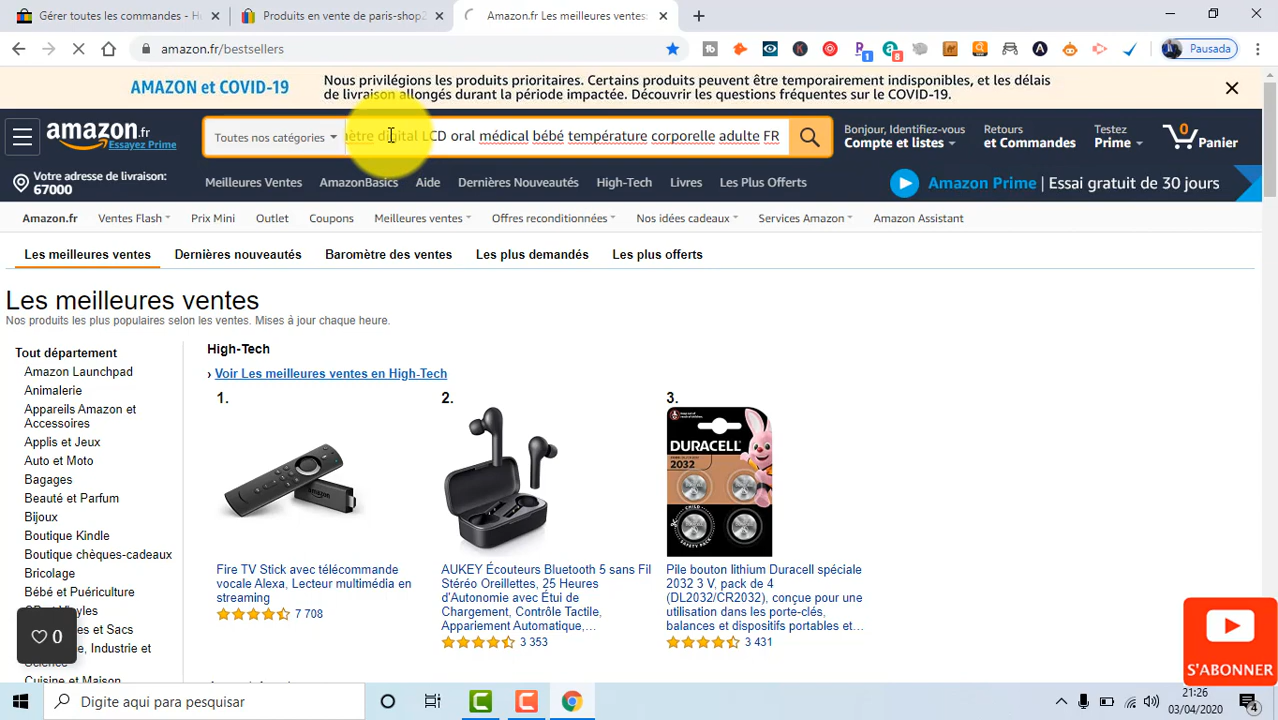 Gérer toutes les commandes -
Produits en vente de paris-shop2
Amazon.fr Les meilleures ventes:
amazon.fr/bestsellers
1
8
Pausada
AMAZON et COVID-19
Nous privilégions les produits prioritaires. Certains produits peuvent être temporairement indisponibles, et les délais
de livraison allongés durant la période impactée. Découvrir les questions fréquentes sur le COVID-19.
amazon.fr
Essayez Prime
Toutes nos catégories
digital LCD oral médical bébé température corporelle adulte FR
Bonjour, Identifiez-vous
Compte et listes
Retours
et Commandes
Testez
Prime
0
Panier
Votre adresse de livraison:
67000
Meilleures Ventes
AmazonBasics
Aide
Dernières Nouveautés
High-Tech
Livres
Les Plus Offerts
Amazon Prime | Essai gratuit de 30 jours
Amazon.fr
Ventes Flash
Prix Mini
Outlet
Coupons
Meilleures ventes
Offres reconditionnées
Nos idées cadeaux
Services Amazon
Amazon Assistant
Les meilleures ventes
Dernières nouveautés
Baromètre des ventes
Les plus demandés
Les plus offerts
Les meilleures ventes
Nos produits les plus populaires selon les ventes. Mises à jour chaque heure.
Tout département
Amazon Launchpad
Animalerie
Appareils Amazon et
Accessoires
Applis et Jeux
Auto et Moto
Bagages
Beauté et Parfum
Bijoux
Boutique Kindle
Boutique chèques-cadeaux
Bricolage
Bébé et Puériculture
et Sacs
, Industrie et
Cuisine et Maison
0
High-Tech
› Voir Les meilleures ventes en High-Tech
1.
amazon
Fire TV Stick avec télécommande
vocale Alexa, Lecteur multimédia en
streaming
7 708
2.
AUKEY Écouteurs Bluetooth 5 sans Fil
Stéréo Oreillettes, 25 Heures
d'Autonomie avec Étui de
Chargement, Contrôle Tactile,
Appariement Automatique,...
3 353
3.
DURACELL
2032
Pile bouton lithium Duracell spéciale
2032 3 V, pack de 4
(DL2032/CR2032), conçue pour une
utilisation dans les porte-clés,
balances et dispositifs portables et...
3 431
S'ABONNER
Digite aqui para pesquisar
21:26
03/04/2020
4